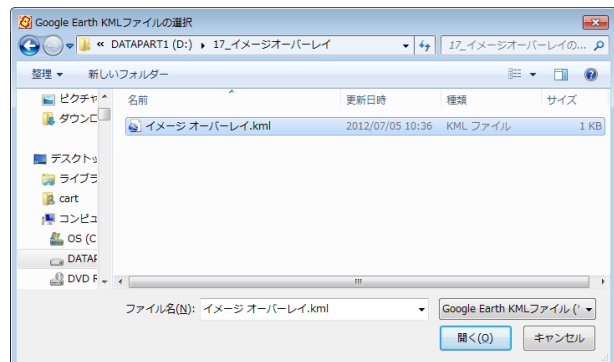 Google Earth KMLファイルの選択
« DATAPART1 (D:) ▸ 17_イメージオーバーレイ
17_イメージオーバーレイの...
整理 ▾ 新しいフォルダー
名前 更新日時 種類 サイズ
イメージ オーバーレイ.kml 2012/07/05 10:36 KML ファイル 1 KB
ピクチャ
ダウンロ
デスクトッ
ライブラ
cart
コンピュ
OS (C
DATAF
DVD R
ファイル名(N): イメージ オーバーレイ.kml
Google Earth KMLファイル (*
開く(O) キャンセル